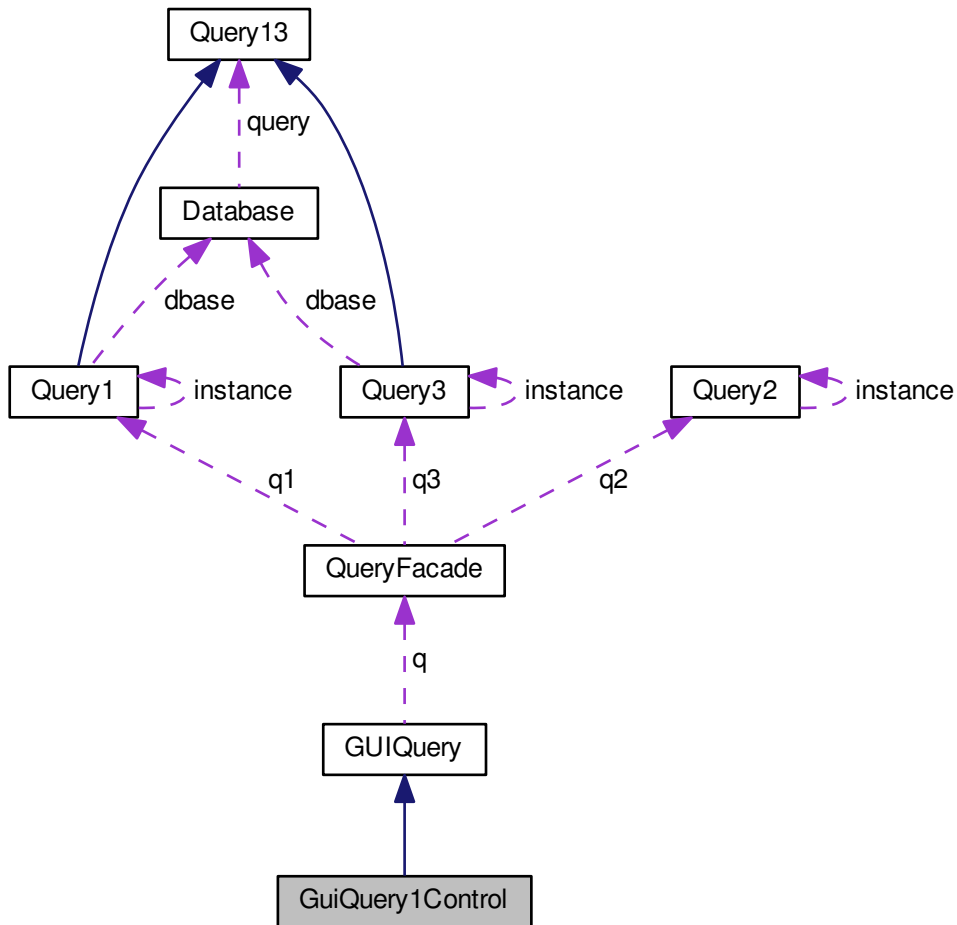 Query13
query
Database
dbase
dbase
Query1
instance
Query3
instance
Query2
instance
q1
q3
q2
QueryFacade
q
GUIQuery
GuiQuery1Control